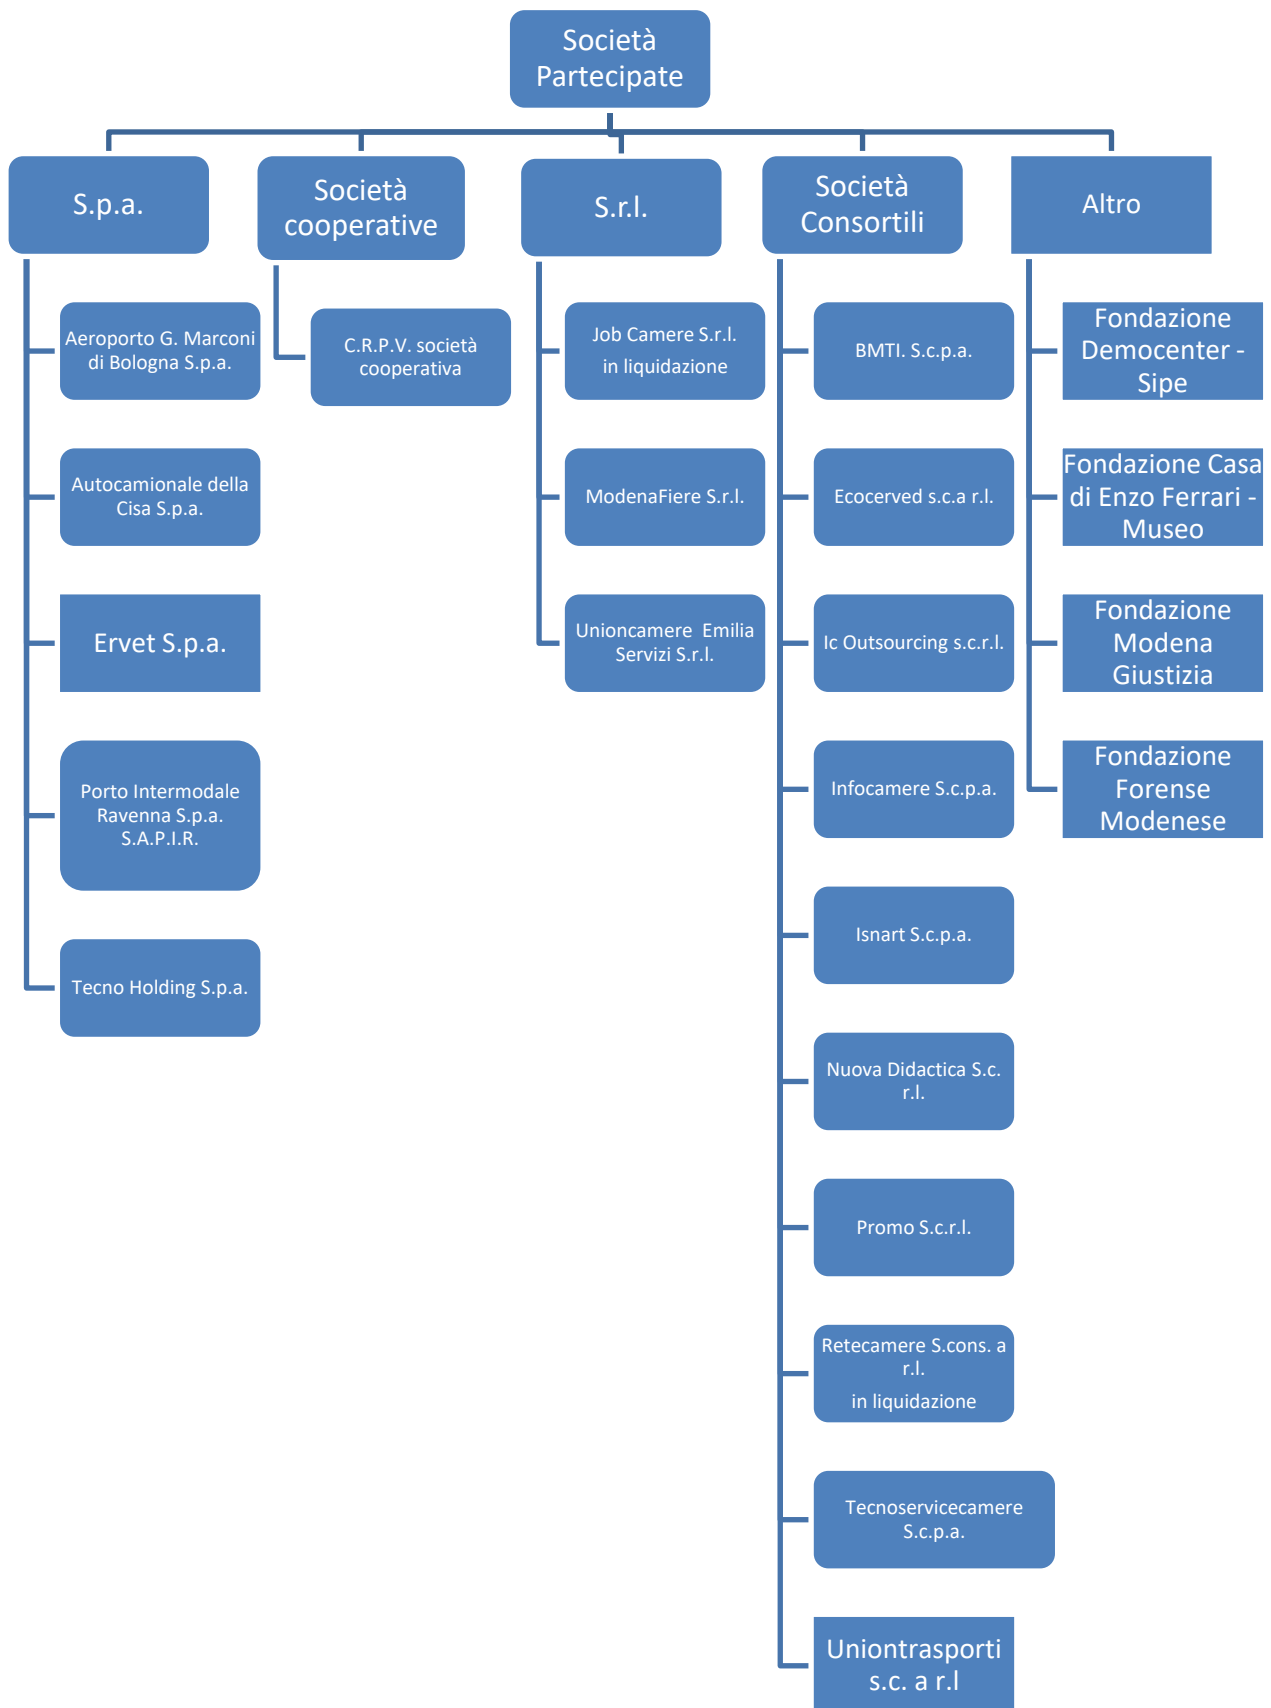 Società
Partecipate
S.p.a.
Aeroporto G. Marconi
di Bologna S.p.a.
Autocamionale della
Cisa S.p.a.
Ervet S.p.a.
Porto Intermodale
Ravenna S.p.a.
S.A.P.I.R.
Tecno Holding S.p.a.
Società
cooperative
C.R.P.V. società
cooperativa
S.r.l.
Job Camere S.r.l.
in liquidazione
ModenaFiere S.r.l.
Unioncamere  Emilia
Servizi S.r.l.
Società
Consortili
BMTI. S.c.p.a.
Ecocerved s.c.a r.l.
Ic Outsourcing s.c.r.l.
Infocamere S.c.p.a.
Isnart S.c.p.a.
Nuova Didactica S.c.
r.l.
Promo S.c.r.l.
Retecamere S.cons. a
r.l.
in liquidazione
Tecnoservicecamere
S.c.p.a.
Uniontrasporti
s.c. a r.l
Altro
Fondazione
Democenter -
Sipe
Fondazione Casa
di Enzo Ferrari -
Museo
Fondazione
Modena
Giustizia
Fondazione
Forense
Modenese